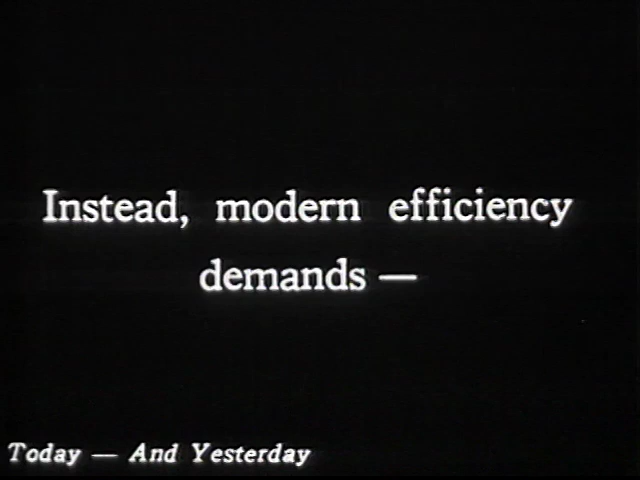 Instead, modern efficiency
demands —
Today — And Yesterday